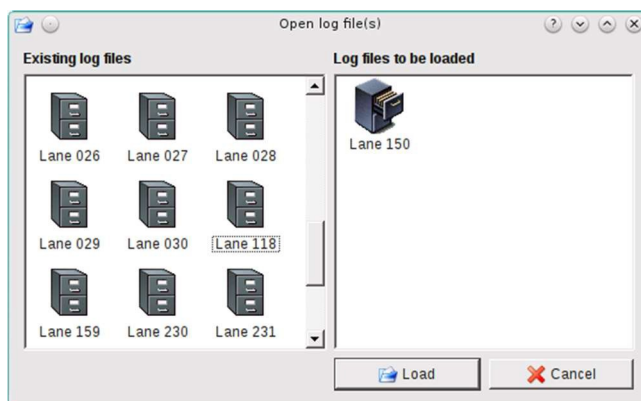 Open log file(s)
Existing log files
Log files to be loaded
Lane 026 Lane 027 Lane 028
Lane 150
Lane 029 Lane 030 Lane 118
Lane 159 Lane 230 Lane 231
Load Cancel